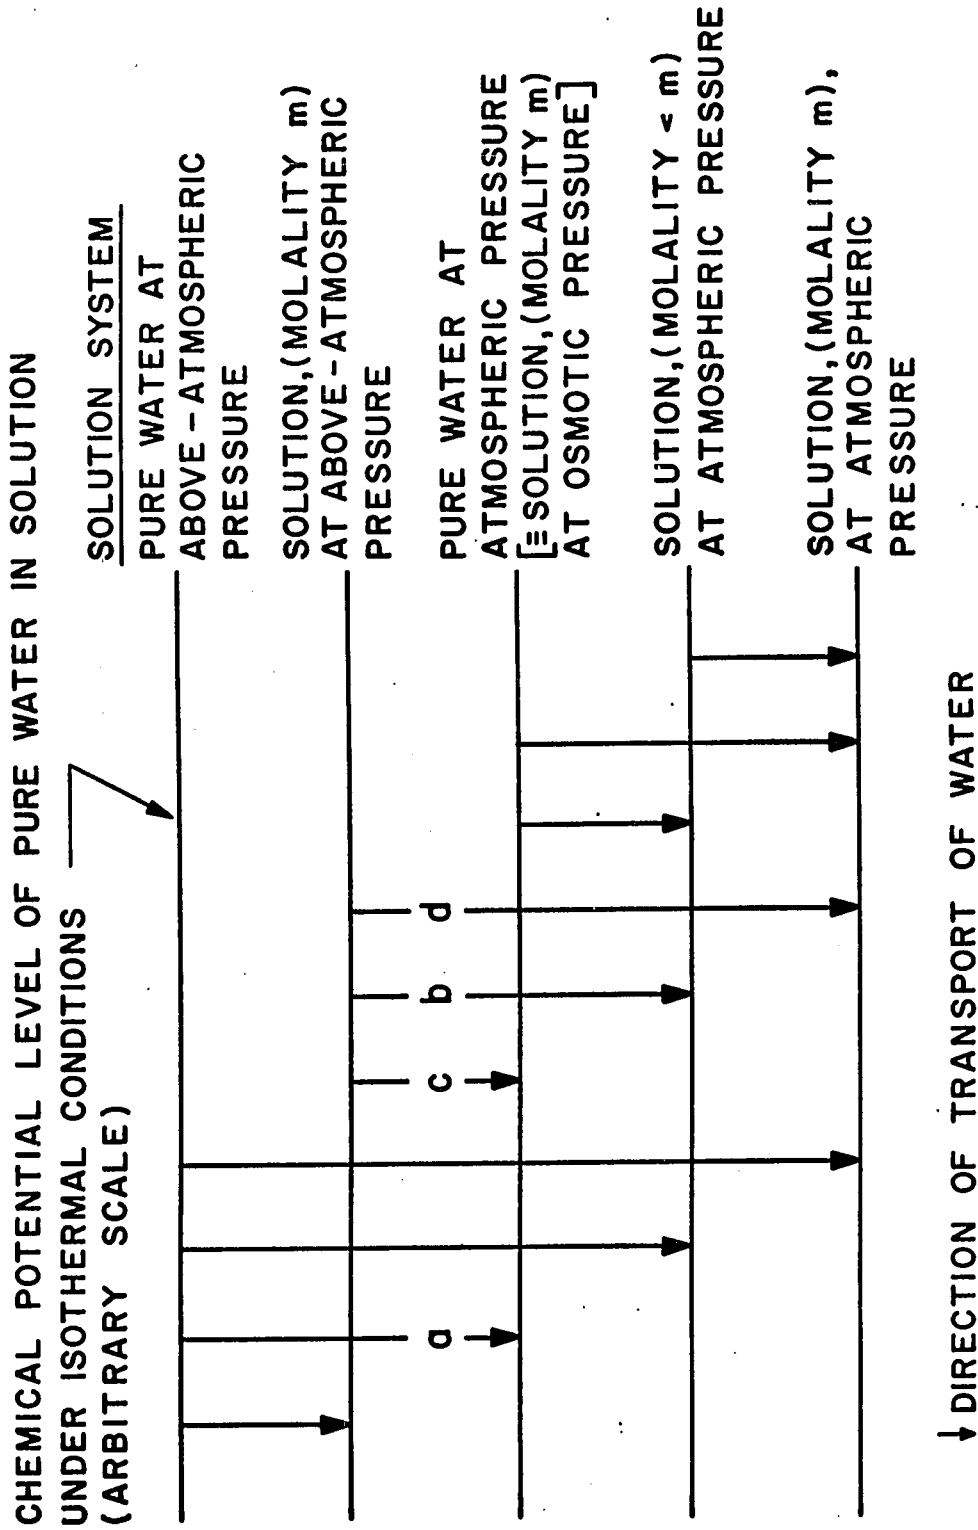 CHEMICAL POTENTIAL LEVEL OF PURE WATER IN SOLUTION
UNDER ISOTHERMAL CONDITIONS
(ARBITRARY SCALE)
SOLUTION SYSTEM
PURE WATER AT
ABOVE-ATMOSPHERIC
PRESSURE
SOLUTION,(MOLALITY m)
AT ABOVE-ATMOSPHERIC
PRESSURE
PURE WATER AT
ATMOSPHERIC PRESSURE
[≡SOLUTION,(MOLALITY m)
AT OSMOTIC PRESSURE]
SOLUTION,(MOLALITY < m)
AT ATMOSPHERIC PRESSURE
SOLUTION,(MOLALITY m),
AT ATMOSPHERIC
PRESSURE
a
c
b
d
↓ DIRECTION OF TRANSPORT OF WATER